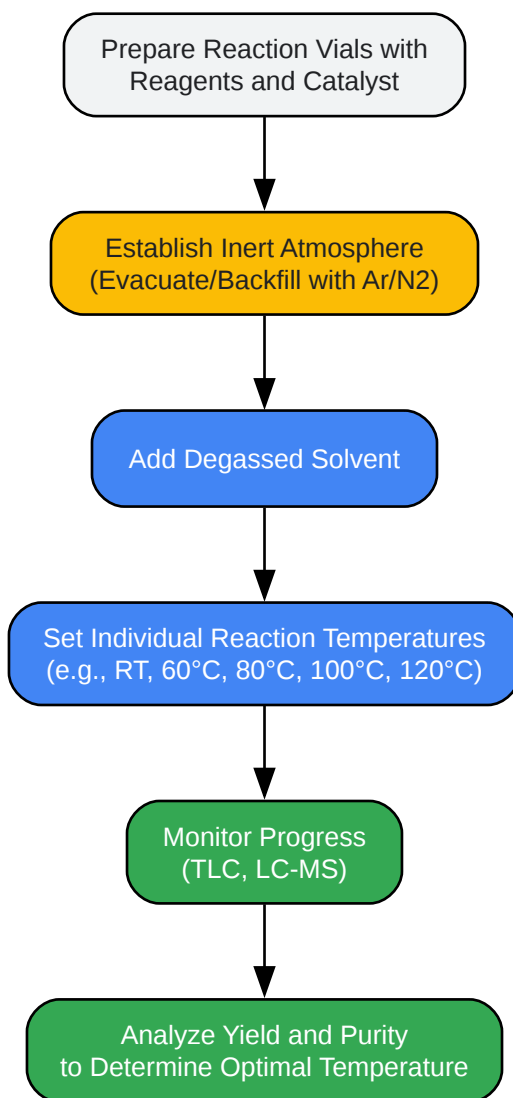 Prepare Reaction Vials with
Reagents and Catalyst
Establish Inert Atmosphere
(Evacuate/Backfill with Ar/N2)
Add Degassed Solvent
Set Individual Reaction Temperatures
(e.g., RT, 60°C, 80°C, 100°C, 120°C)
Monitor Progress
(TLC, LC-MS)
Analyze Yield and Purity
to Determine Optimal Temperature